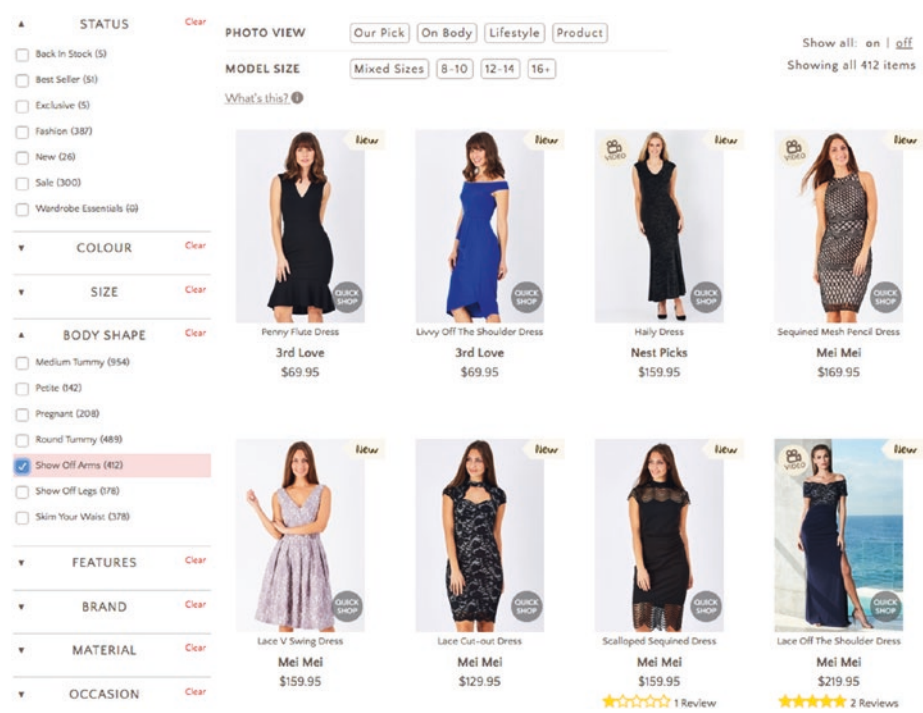 STATUS Clear
Back In Stock (5)
Best Seller (51)
Exclusive (5)
Fashion (387)
New (26)
Sale (300)
Wardrobe Essentials (0)
COLOUR Clear
SIZE Clear
BODY SHAPE Clear
Medium Tummy (954)
Petite (142)
Pregnant (208)
Round Tummy (489)
Show Off Arms (412)
Show Off Legs (178)
Skim Your Waist (378)
FEATURES Clear
BRAND Clear
MATERIAL Clear
OCCASION Clear
PHOTO VIEW Our Pick On Body Lifestyle Product
MODEL SIZE Mixed Sizes 8-10 12-14 16+
What's this? i
Show all: on | off
Showing all 412 items
New
QUICK
SHOP
Penny Flute Dress
3rd Love
$69.95
New
QUICK
SHOP
Livvy Off The Shoulder Dress
3rd Love
$69.95
VIDEO
New
QUICK
SHOP
Haily Dress
Nest Picks
$159.95
VIDEO
New
QUICK
SHOP
Sequined Mesh Pencil Dress
Mei Mei
$169.95
New
QUICK
SHOP
Lace V Swing Dress
Mei Mei
$159.95
New
QUICK
SHOP
Lace Cut-out Dress
Mei Mei
$129.95
New
QUICK
SHOP
Scalloped Sequined Dress
Mei Mei
$159.95
1 Review
VIDEO
New
QUICK
SHOP
Lace Off The Shoulder Dress
Mei Mei
$219.95
2 Reviews